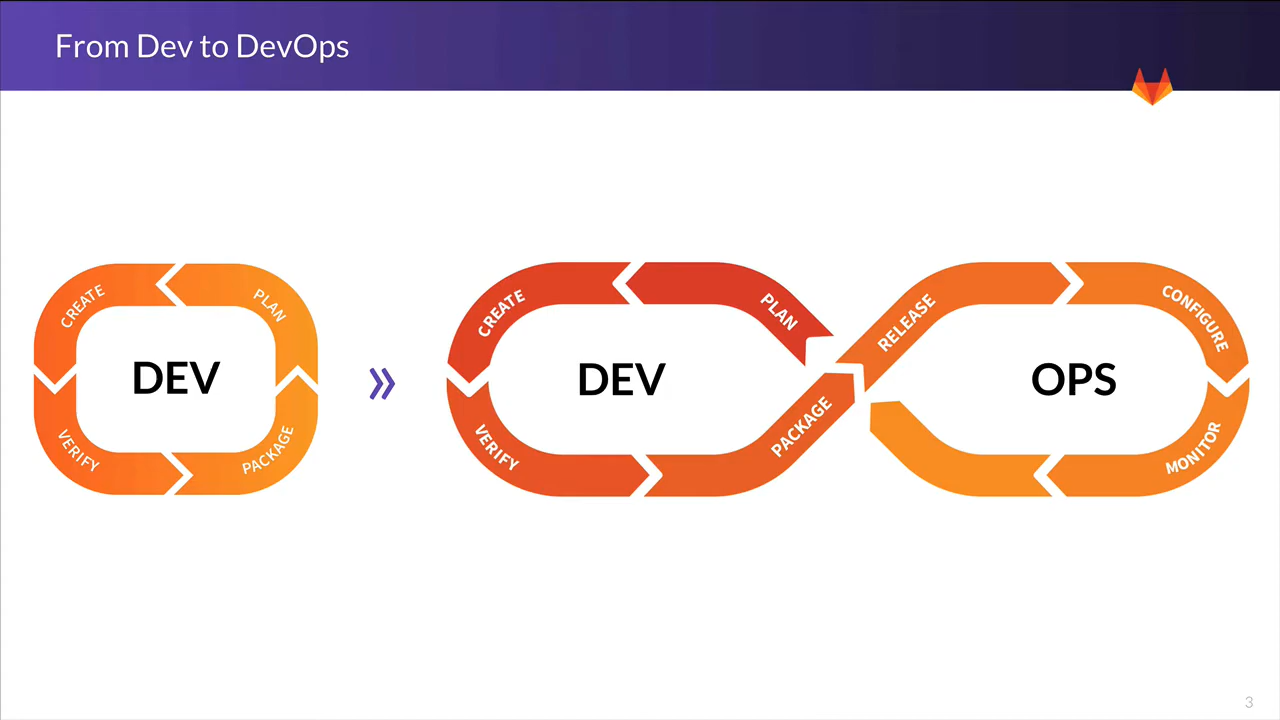 From Dev to DevOps
CREATE
PLAN
DEV
VERIFY
PACKAGE
»
CREATE
PLAN
DEV
VERIFY
PACKAGE
RELEASE
CONFIGURE
OPS
MONITOR
3